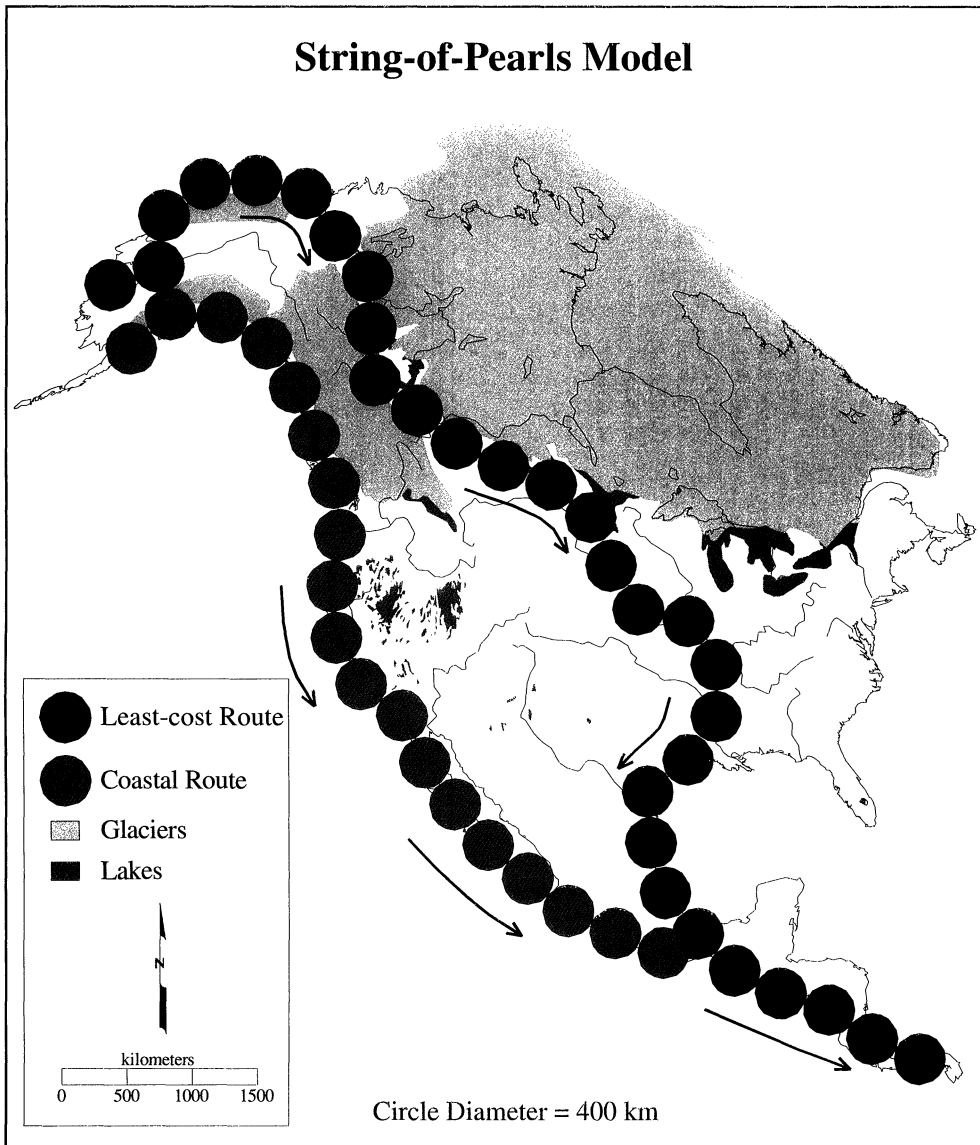 String-of-Pearls Model
Least-cost Route
Coastal Route
Glaciers
Lakes
N
kilometers
0 500 1000 1500
Circle Diameter = 400 km